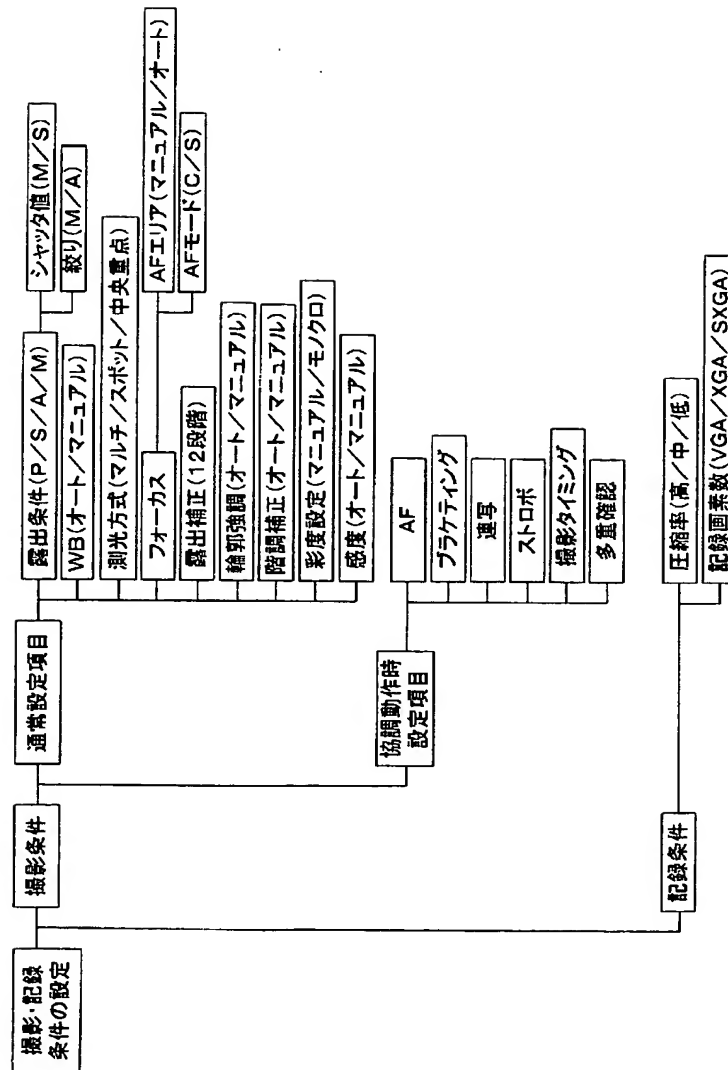 撮影・記録
条件の設定
撮影条件
通常設定項目
露出条件(P/S/A/M)
シャッタ値(M/S)
絞り(M/A)
WB(オート/マニュアル)
測光方式(マルチ/スポット/中央重点)
フォーカス
AFエリア(マニュアル/オート)
AFモード(C/S)
露出補正(12段階)
輪郭強調(オート/マニュアル)
階調補正(オート/マニュアル)
彩度設定(マニュアル/モノクロ)
感度(オート/マニュアル)
協調動作時
設定項目
AF
ブラケティング
連写
ストロボ
撮影タイミング
多重確認
記録条件
圧縮率(高/中/低)
記録画素数(VGA/XGA/SXGA)